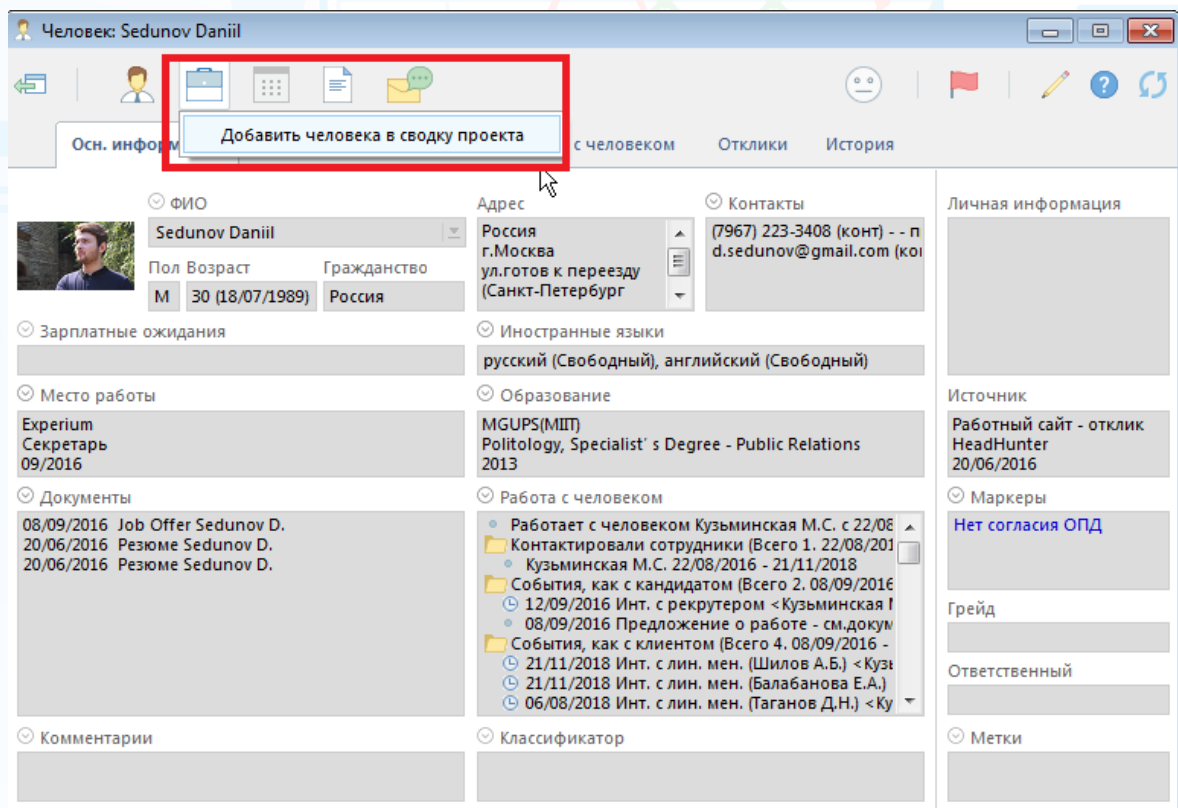 Человек: Sedunov Daniil
Добавить человека в сводку проекта
Осн. информ
с человеком
Отклики
История
ФИО
Sedunov Daniil
Пол Возраст Гражданство
М 30 (18/07/1989) Россия
Адрес
Россия
г.Москва
ул.готов к переезду
(Санкт-Петербург
Контакты
(7967) 223-3408 (конт) - - п
d.sedunov@gmail.com (кон
Личная информация
Зарплатные ожидания
Иностранные языки
русский (Свободный), английский (Свободный)
Место работы
Experium
Секретарь
09/2016
Образование
MGUPS(MIIT)
Politology, Specialist` s Degree - Public Relations
2013
Источник
Работный сайт - отклик
HeadHunter
20/06/2016
Документы
08/09/2016 Job Offer Sedunov D.
20/06/2016 Резюме Sedunov D.
20/06/2016 Резюме Sedunov D.
Работа с человеком
Работает с человеком Кузьминская М.С. с 22/08
Контактировали сотрудники (Всего 1. 22/08/201
Кузьминская М.С. 22/08/2016 - 21/11/2018
События, как с кандидатом (Всего 2. 08/09/2016
12/09/2016 Инт. с рекрутером <Кузьминская М
08/09/2016 Предложение о работе - см.докум
События, как с клиентом (Всего 4. 08/09/2016 -
21/11/2018 Инт. с лин. мен. (Шилов А.Б.) <Кузь
21/11/2018 Инт. с лин. мен. (Балабанова Е.А.)
06/08/2018 Инт. с лин. мен. (Таганов Д.Н.) <Ку
Маркеры
Нет согласия ОПД
Грейд
Ответственный
Комментарии
Классификатор
Метки